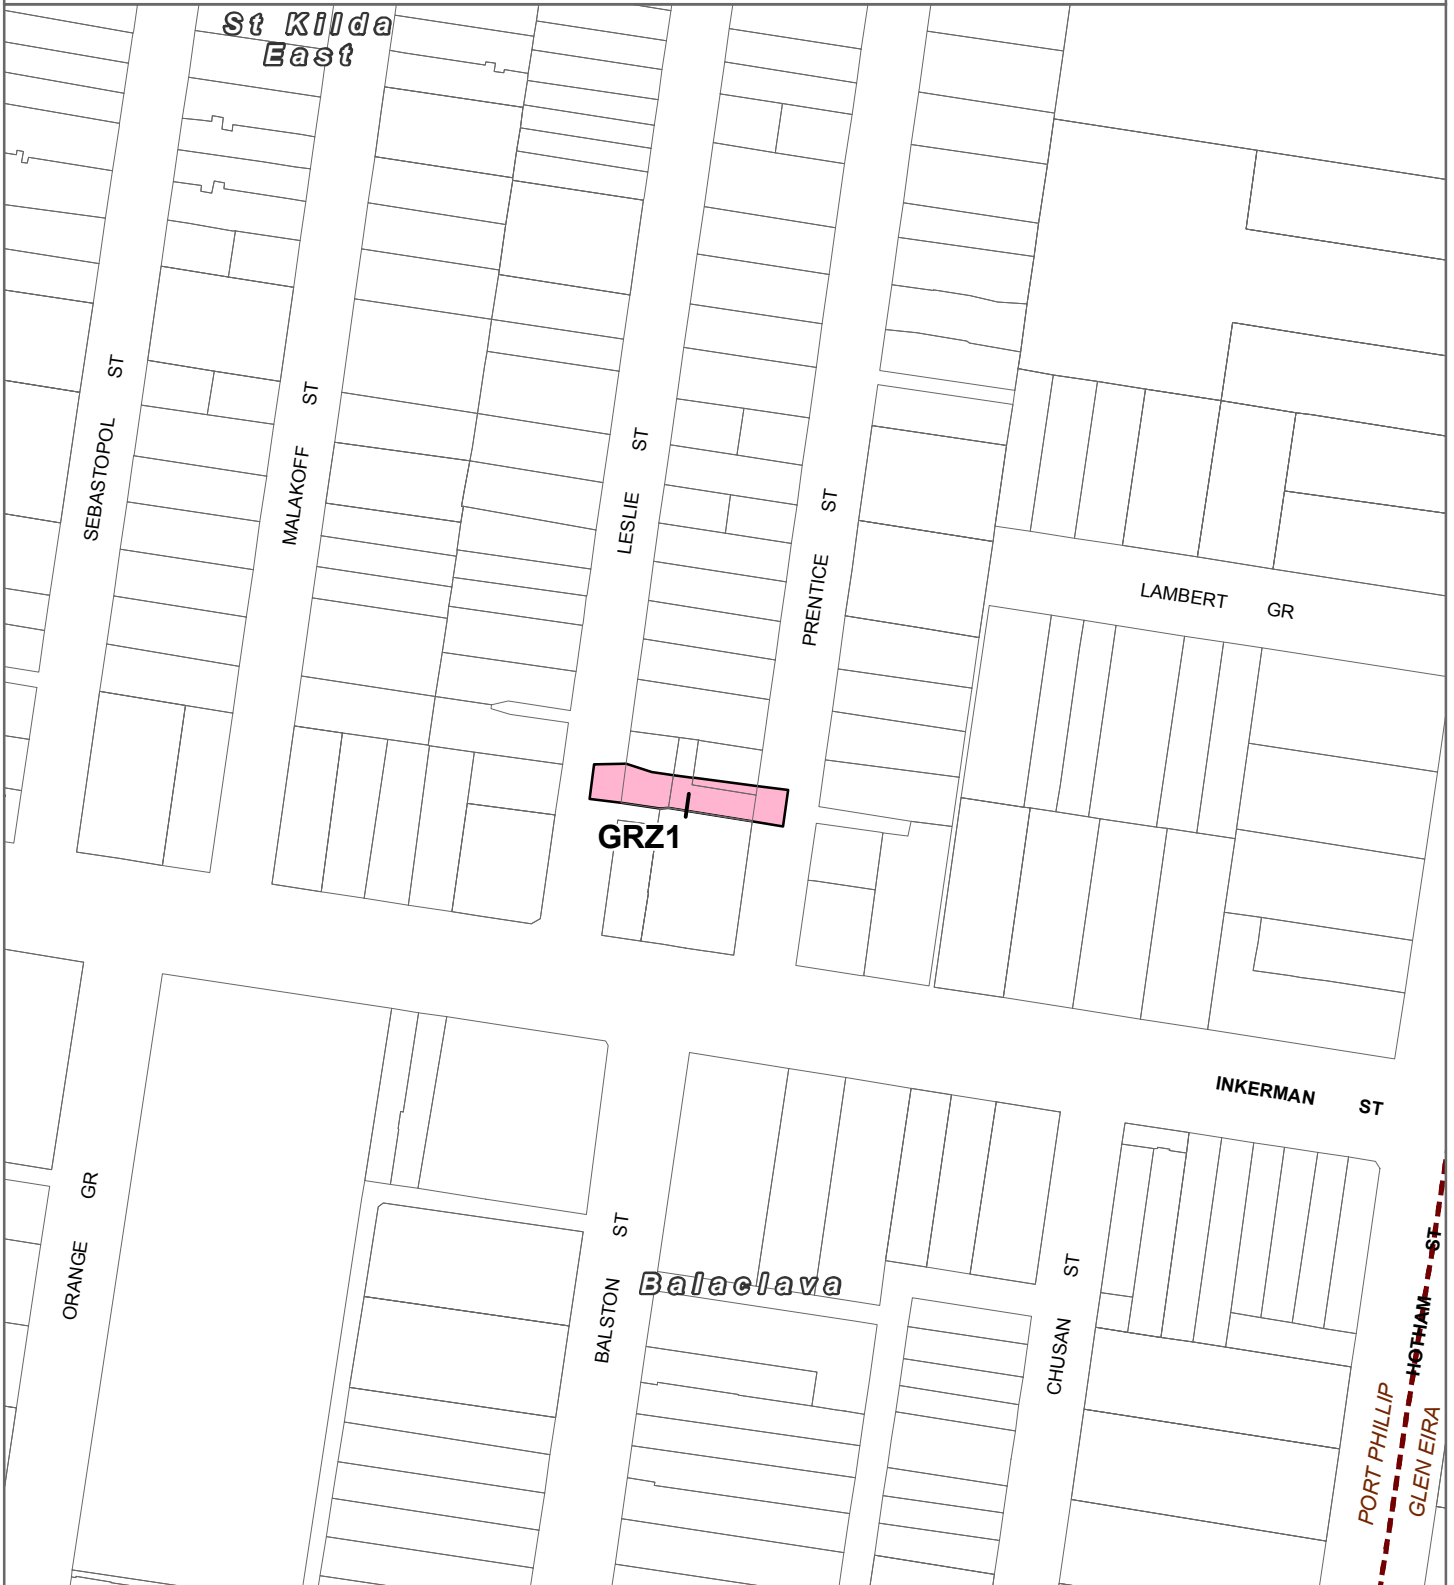 St Kilda
East
SEBASTOPOL ST
MALAKOFF ST
LESLIE ST
PRENTICE ST
LAMBERT GR
GRZ1
INKERMAN ST
ORANGE GR
BALSTON ST
Balaclava
CHUSAN ST
HOTHAM ST
PORT PHILLIP
GLEN EIRA